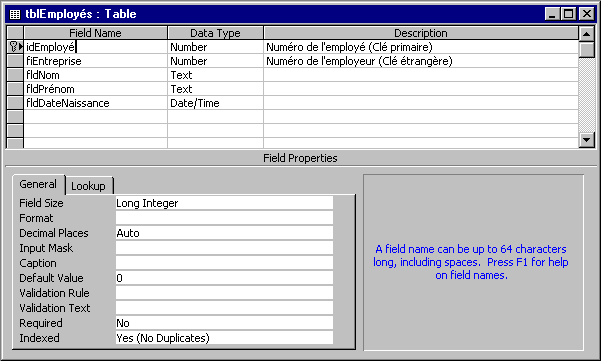 tblEmployés : Table
Field Name Data Type Description
idEmployé Number Numéro de l'employé (Clé primaire)
fiEntreprise Number Numéro de l'employeur (Clé étrangère)
fldNom Text
fldPrénom Text
fldDateNaissance Date/Time
Field Properties
General Lookup
Field Size Long Integer
Format
Decimal Places Auto
Input Mask
Caption
Default Value 0
Validation Rule
Validation Text
Required No
Indexed Yes (No Duplicates)
A field name can be up to 64 characters
long, including spaces. Press F1 for help
on field names.